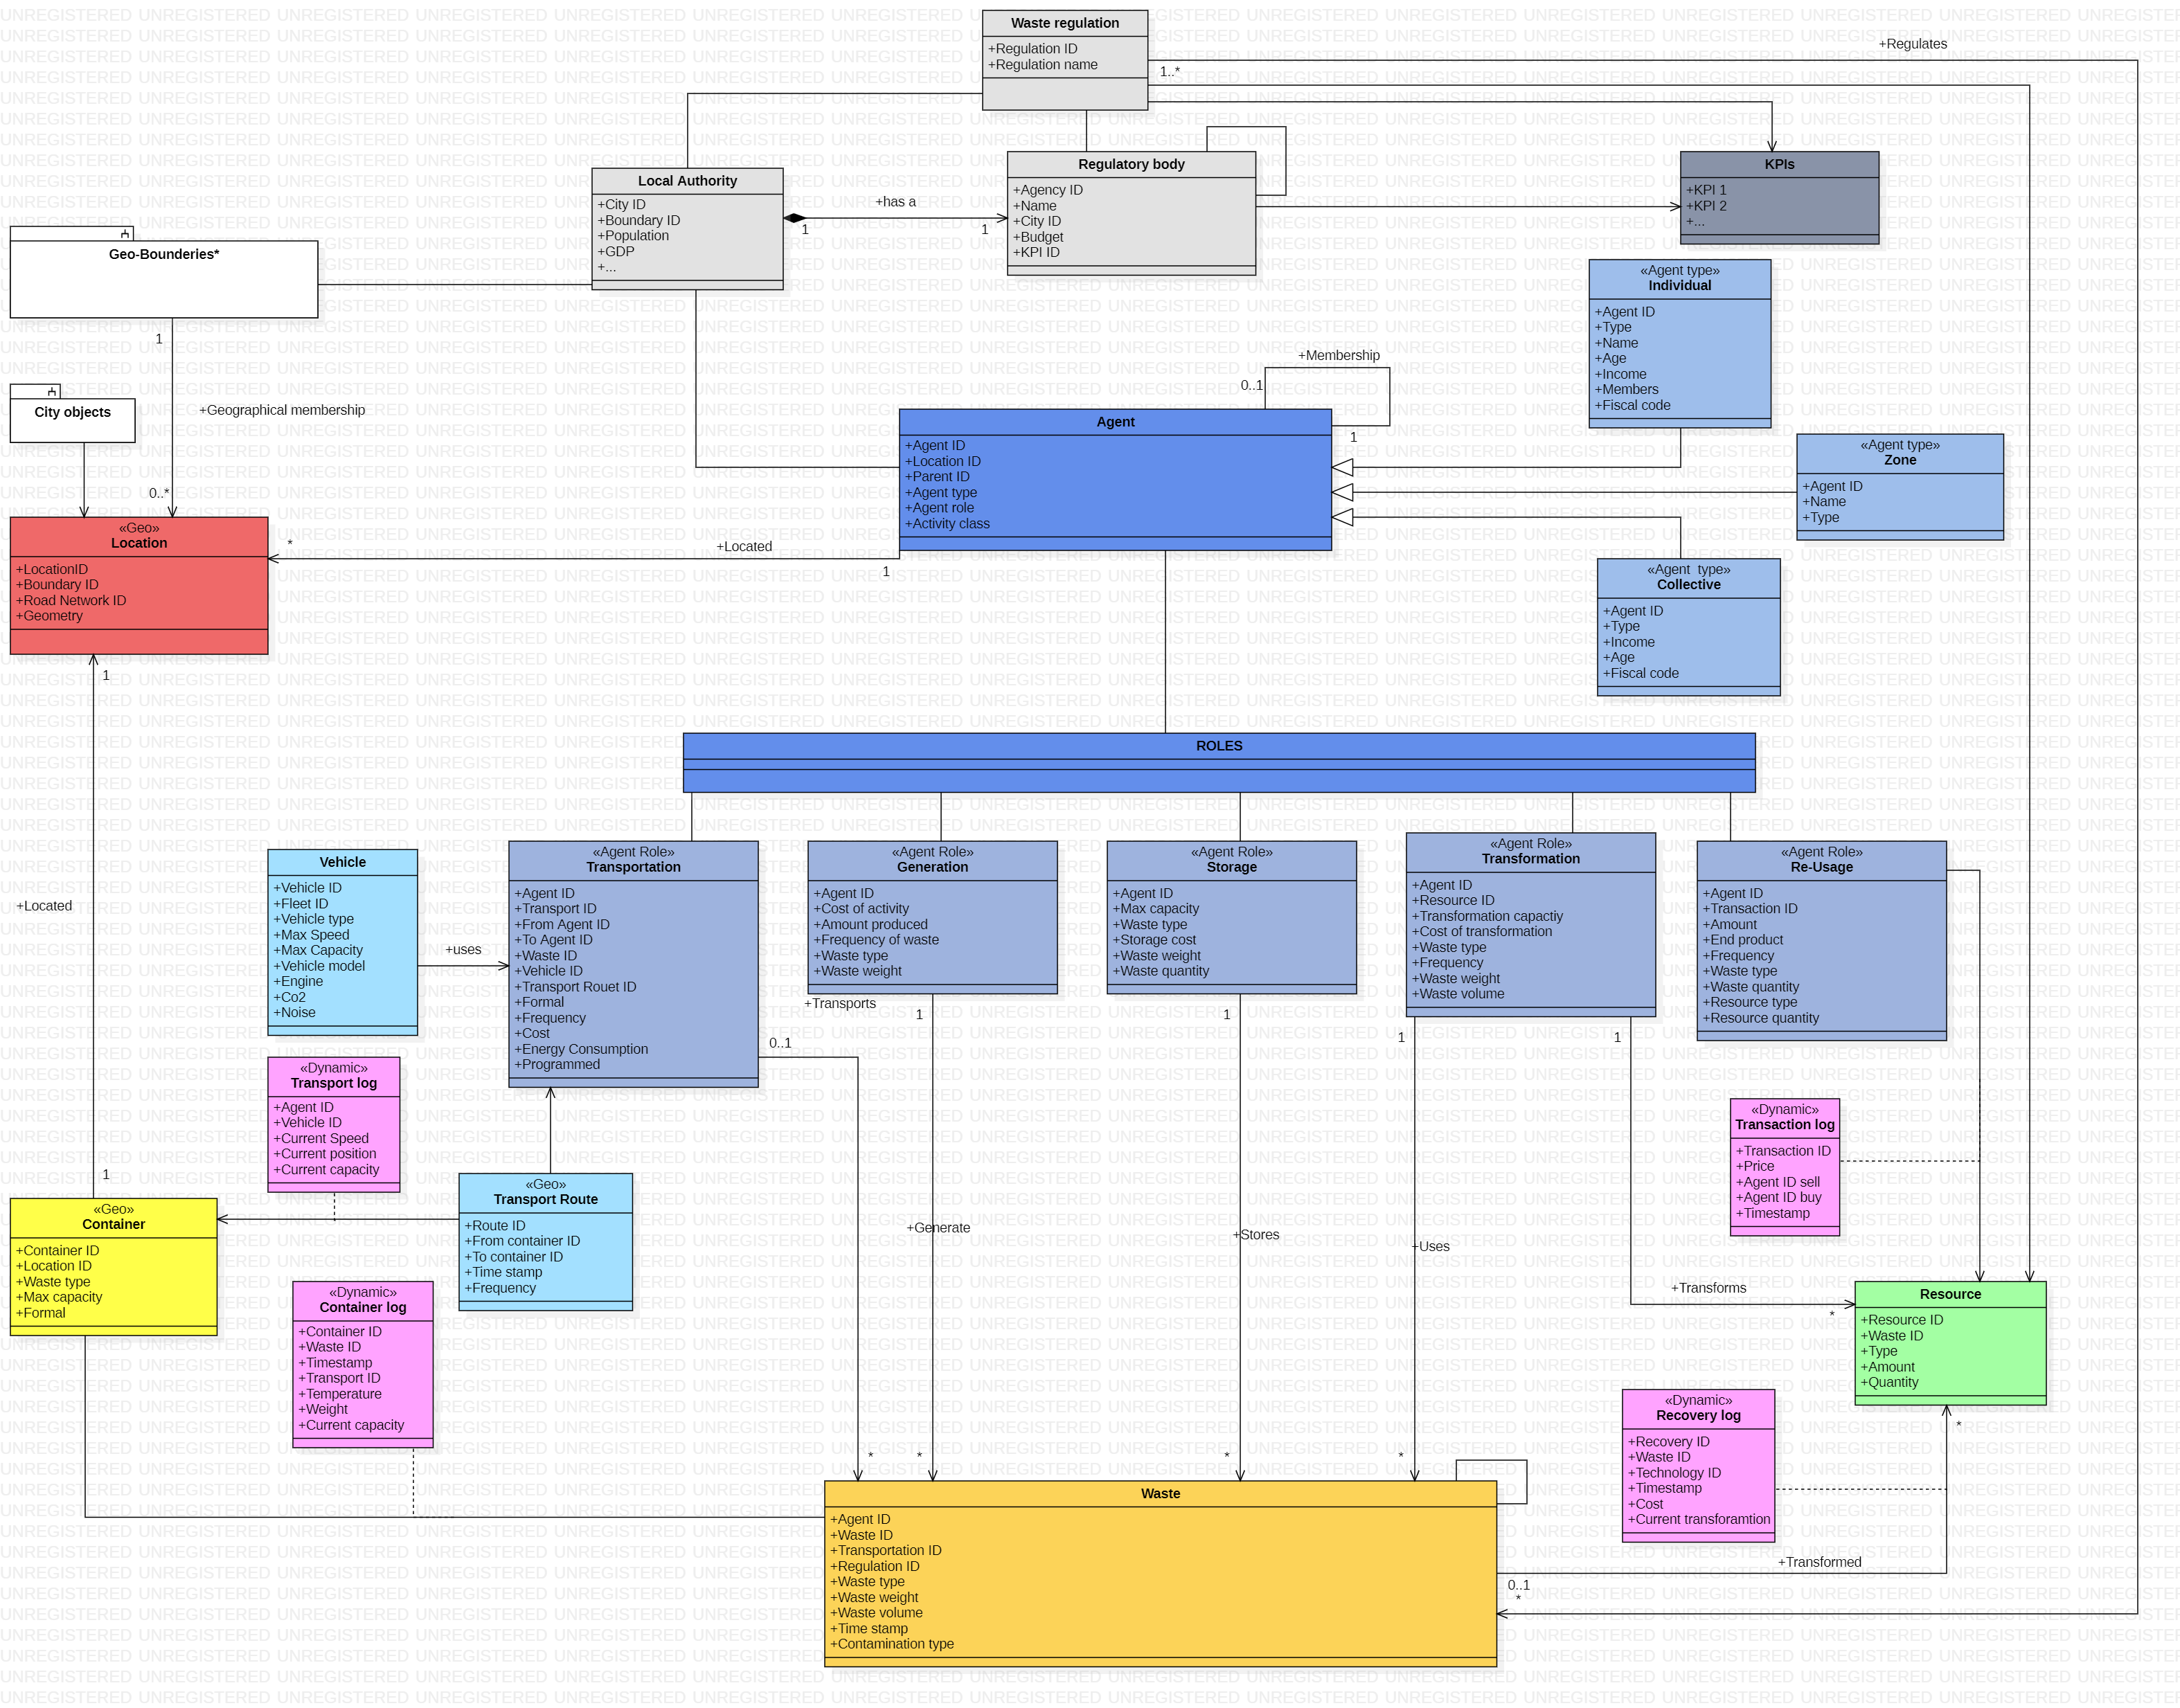 Waste regulation
+Regulation ID
+Regulation name
+Regulates
1..*
Local Authority
+City ID
+Boundary ID
+Population
+GDP
+...
+has a
1
1
Regulatory body
+Agency ID
+Name
+City ID
+Budget
+KPI ID
KPIs
+KPI 1
+KPI 2
+...
Geo-Bounderies*
1
+Geographical membership
0..*
City objects
«Agent type»
Individual
+Agent ID
+Type
+Name
+Age
+Income
+Members
+Fiscal code
+Membership
0..1
1
Agent
+Agent ID
+Location ID
+Parent ID
+Agent type
+Agent role
+Activity class
«Agent type»
Zone
+Agent ID
+Name
+Type
«Geo»
Location
+LocationID
+Boundary ID
+Road Network ID
+Geometry
*
+Located
1
«Agent  type»
Collective
+Agent ID
+Type
+Income
+Age
+Fiscal code
1
+Located
1
ROLES
Vehicle
+Vehicle ID
+Fleet ID
+Vehicle type
+Max Speed
+Max Capacity
+Vehicle model
+Engine
+Co2
+Noise
+uses
«Agent Role»
Transportation
+Agent ID
+Transport ID
+From Agent ID
+To Agent ID
+Waste ID
+Vehicle ID
+Transport Rouet ID
+Formal
+Frequency
+Cost
+Energy Consumption
+Programmed
«Agent Role»
Generation
+Agent ID
+Cost of activity
+Amount produced
+Frequency of waste
+Waste type
+Waste weight
«Agent Role»
Storage
+Agent ID
+Max capacity
+Waste type
+Storage cost
+Waste weight
+Waste quantity
«Agent Role»
Transformation
+Agent ID
+Resource ID
+Transformation capactiy
+Cost of transformation
+Waste type
+Frequency
+Waste weight
+Waste volume
«Agent Role»
Re-Usage
+Agent ID
+Transaction ID
+Amount
+End product
+Frequency
+Waste type
+Waste quantity
+Resource type
+Resource quantity
+Transports
0..1
1
1
1
1
«Dynamic»
Transport log
+Agent ID
+Vehicle ID
+Current Speed
+Current position
+Current capacity
«Dynamic»
Transaction log
+Transaction ID
+Price
+Agent ID sell
+Agent ID buy
+Timestamp
«Geo»
Container
+Container ID
+Location ID
+Waste type
+Max capacity
+Formal
«Geo»
Transport Route
+Route ID
+From container ID
+To container ID
+Time stamp
+Frequency
+Generate
+Stores
+Uses
+Transforms
*
«Dynamic»
Container log
+Container ID
+Waste ID
+Timestamp
+Transport ID
+Temperature
+Weight
+Current capacity
Resource
+Resource ID
+Waste ID
+Type
+Amount
+Quantity
*
«Dynamic»
Recovery log
+Recovery ID
+Waste ID
+Technology ID
+Timestamp
+Cost
+Current transforamtion
*
*
*
*
Waste
+Agent ID
+Waste ID
+Transportation ID
+Regulation ID
+Waste type
+Waste weight
+Waste volume
+Time stamp
+Contamination type
+Transformed
0..1
*